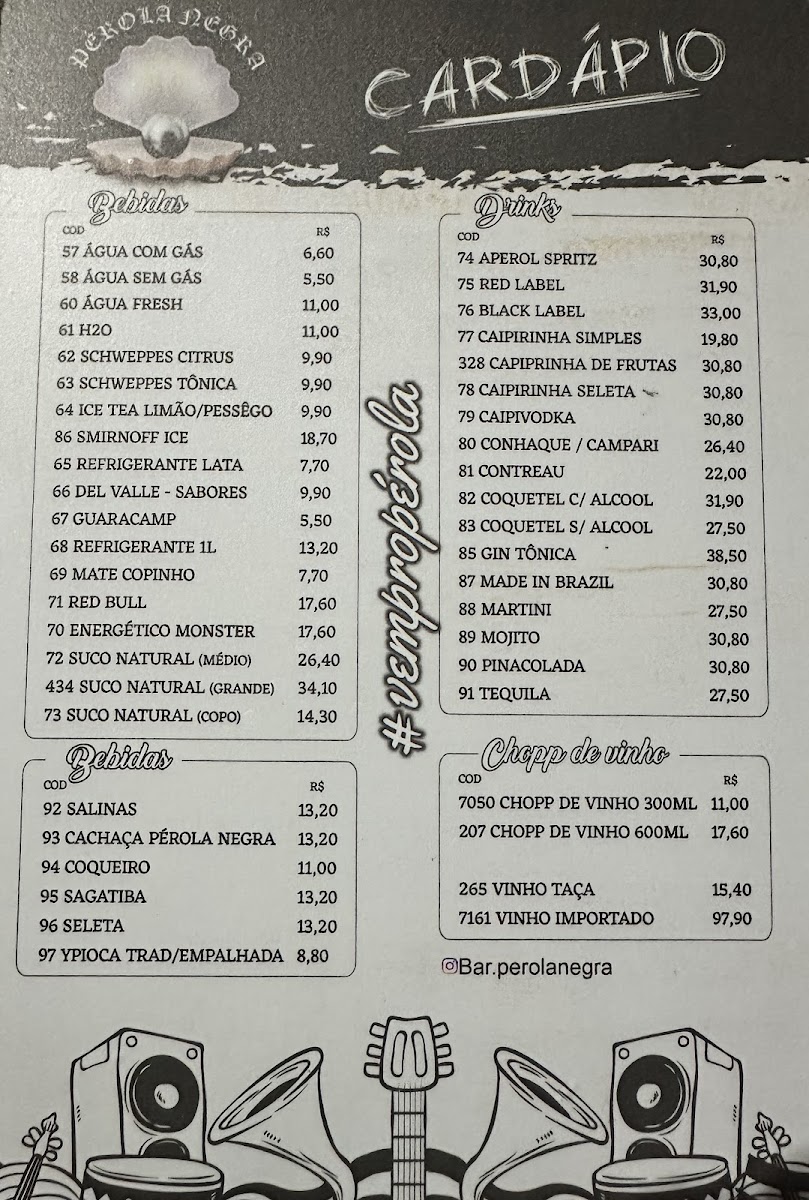 PÉROLA NEGRA
CARDÁPIO
Bebidas
COD R$
57 ÁGUA COM GÁS 6,60
58 ÁGUA SEM GÁS 5,50
60 ÁGUA FRESH 11,00
61 H2O 11,00
62 SCHWEPPES CITRUS 9,90
63 SCHWEPPES TÔNICA 9,90
64 ICE TEA LIMÃO/PESSÊGO 9,90
86 SMIRNOFF ICE 18,70
65 REFRIGERANTE LATA 7,70
66 DEL VALLE - SABORES 9,90
67 GUARACAMP 5,50
68 REFRIGERANTE 1L 13,20
69 MATE COPINHO 7,70
71 RED BULL 17,60
70 ENERGÉTICO MONSTER 17,60
72 SUCO NATURAL (MÉDIO) 26,40
434 SUCO NATURAL (GRANDE) 34,10
73 SUCO NATURAL (COPO) 14,30
Bebidas
COD R$
92 SALINAS 13,20
93 CACHAÇA PÉROLA NEGRA 13,20
94 COQUEIRO 11,00
95 SAGATIBA 13,20
96 SELETA 13,20
97 YPIOCA TRAD/EMPALHADA 8,80
#vempropérola
Drinks
COD R$
74 APEROL SPRITZ 30,80
75 RED LABEL 31,90
76 BLACK LABEL 33,00
77 CAIPIRINHA SIMPLES 19,80
328 CAPIPRINHA DE FRUTAS 30,80
78 CAIPIRINHA SELETA 30,80
79 CAIPIVODKA 30,80
80 CONHAQUE / CAMPARI 26,40
81 CONTREAU 22,00
82 COQUETEL C/ ALCOOL 31,90
83 COQUETEL S/ ALCOOL 27,50
85 GIN TÔNICA 38,50
87 MADE IN BRAZIL 30,80
88 MARTINI 27,50
89 MOJITO 30,80
90 PINACOLADA 30,80
91 TEQUILA 27,50
Chopp de vinho
COD R$
7050 CHOPP DE VINHO 300ML 11,00
207 CHOPP DE VINHO 600ML 17,60
265 VINHO TAÇA 15,40
7161 VINHO IMPORTADO 97,90
Bar.perolanegra